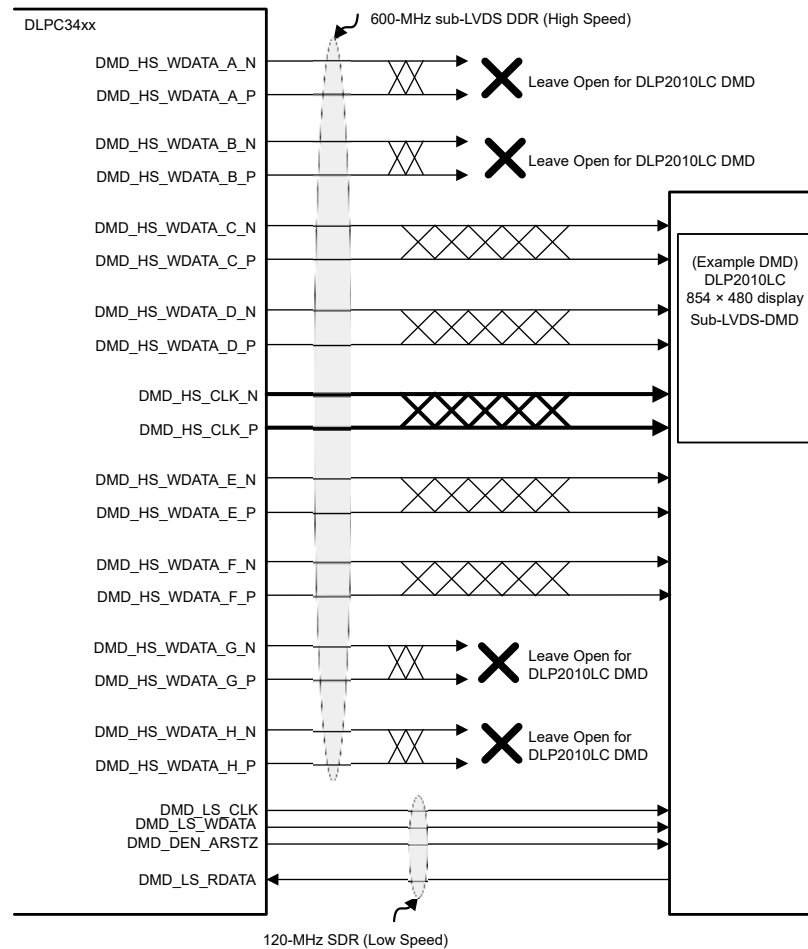 DLPC34xx
600-MHz sub-LVDS DDR (High Speed)
DMD_HS_WDATA_A_N
DMD_HS_WDATA_A_P
Leave Open for DLP2010LC DMD
DMD_HS_WDATA_B_N
DMD_HS_WDATA_B_P
Leave Open for DLP2010LC DMD
DMD_HS_WDATA_C_N
DMD_HS_WDATA_C_P
(Example DMD)
DLP2010LC
854 × 480 display
Sub-LVDS-DMD
DMD_HS_WDATA_D_N
DMD_HS_WDATA_D_P
DMD_HS_CLK_N
DMD_HS_CLK_P
DMD_HS_WDATA_E_N
DMD_HS_WDATA_E_P
DMD_HS_WDATA_F_N
DMD_HS_WDATA_F_P
DMD_HS_WDATA_G_N
DMD_HS_WDATA_G_P
Leave Open for
DLP2010LC DMD
DMD_HS_WDATA_H_N
DMD_HS_WDATA_H_P
Leave Open for
DLP2010LC DMD
DMD_LS_CLK
DMD_LS_WDATA
DMD_DEN_ARSTZ
DMD_LS_RDATA
120-MHz SDR (Low Speed)